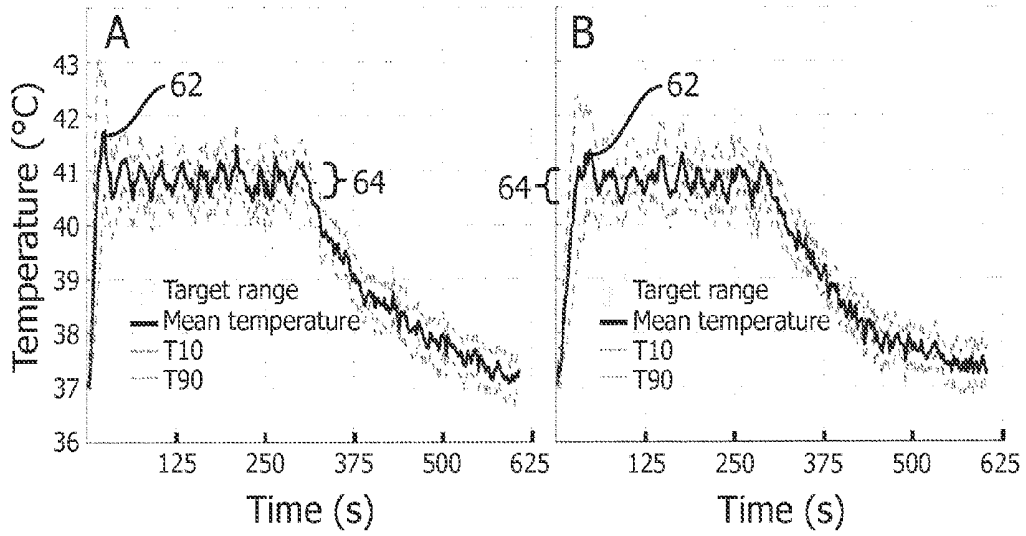 A
B
Temperature (°C)
43
42
41
40
39
38
37
36
62
64
Target range
Mean temperature
T10
T90
125
250
375
500
625
Time (s)
62
64
Target range
Mean temperature
T10
T90
125
250
375
500
625
Time (s)